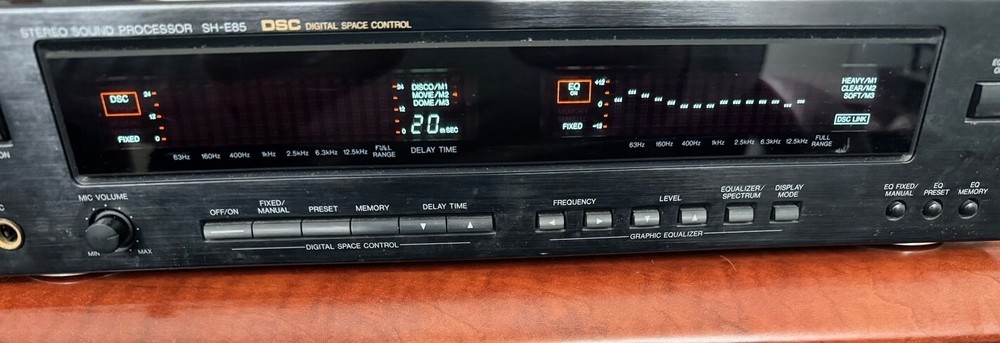 STEREO SOUND PROCESSOR SH-E85 DSC DIGITAL SPACE CONTROL
DSC
24
12
0
FIXED
63Hz 160Hz 400Hz 1kHz 2.5kHz 6.3kHz 12.5kHz FULL RANGE
24
12
0
DISCO/M1
MOVIE/M2
DOME/M3
20 mSEC
DELAY TIME
EQ
ON
FIXED
+12
0
-12
63Hz 160Hz 400Hz 1kHz 2.5kHz 6.3kHz 12.5kHz FULL RANGE
HEAVY/M1
CLEAR/M2
SOFT/M3
DSC LINK
MIC VOLUME
MIN MAX
OFF/ON
FIXED/
MANUAL
PRESET
MEMORY
DELAY TIME
DIGITAL SPACE CONTROL
FREQUENCY
LEVEL
EQUALIZER/
SPECTRUM
DISPLAY
MODE
GRAPHIC EQUALIZER
EQ FIXED/
MANUAL
EQ
PRESET
EQ
MEMORY